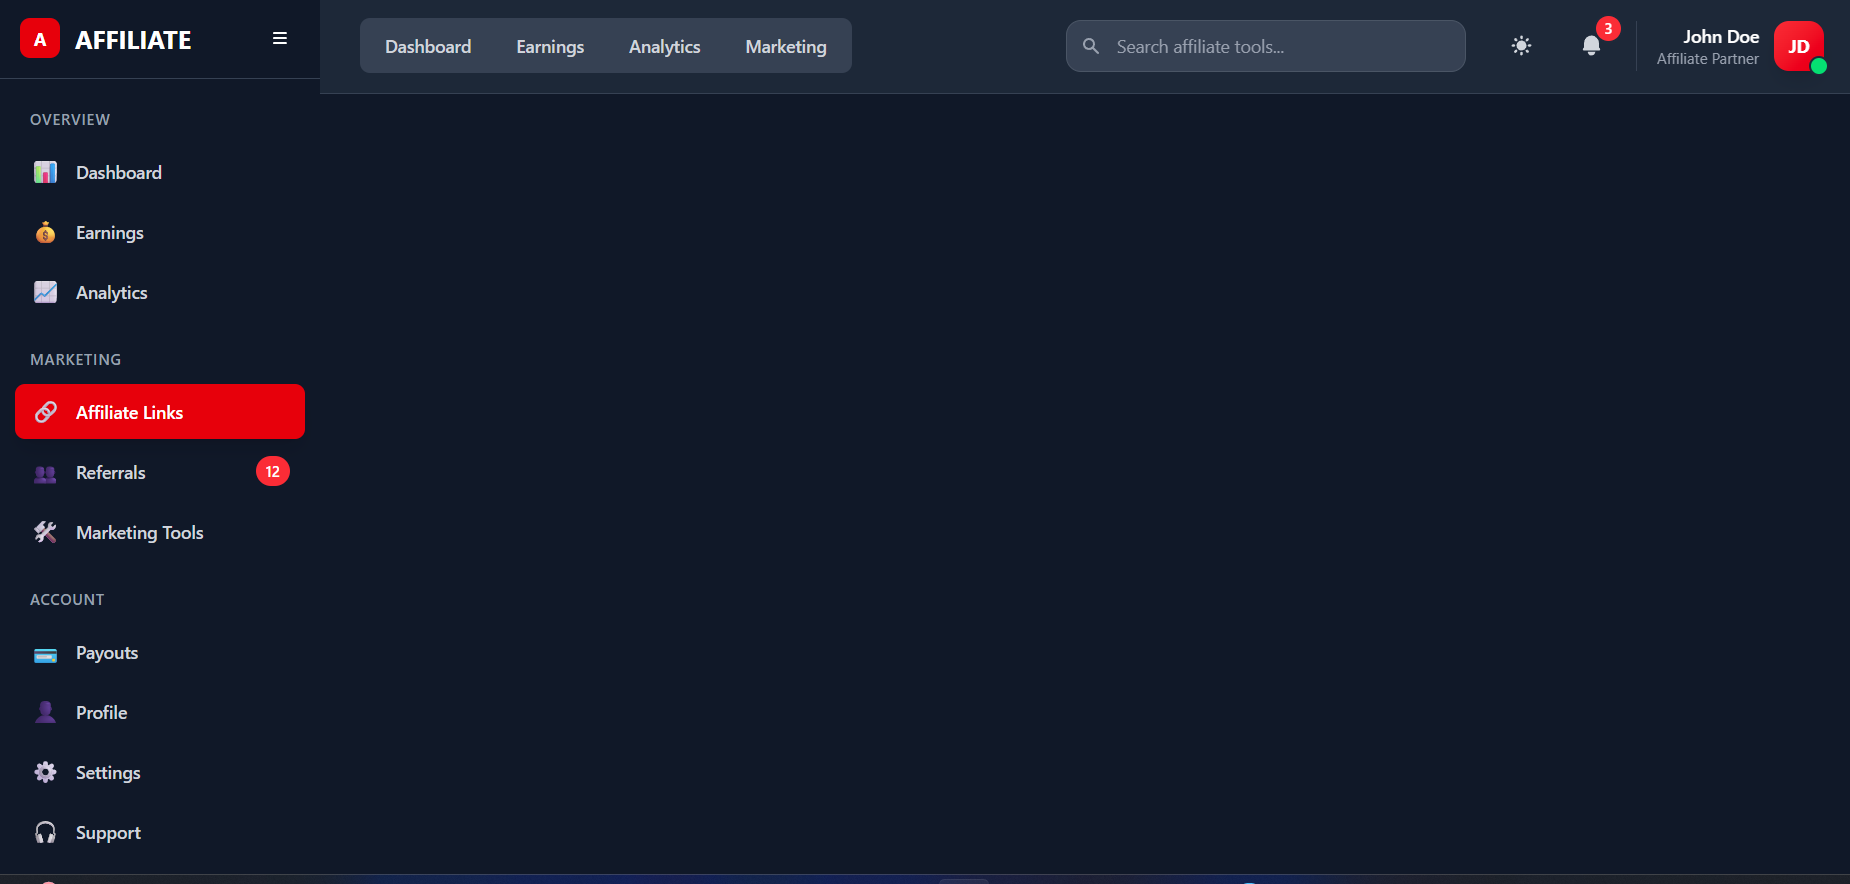 A AFFILIATE
Dashboard Earnings Analytics Marketing
Search affiliate tools...
3
John Doe
Affiliate Partner
JD
OVERVIEW
Dashboard
Earnings
Analytics
MARKETING
Affiliate Links
Referrals 12
Marketing Tools
ACCOUNT
Payouts
Profile
Settings
Support